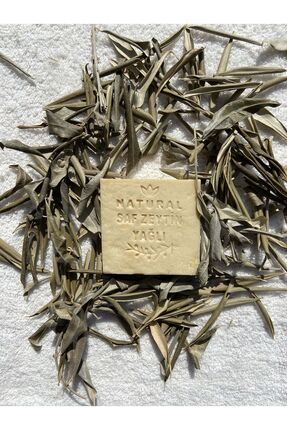 NATURAL
SAF ZEYTİN
YAĞLI